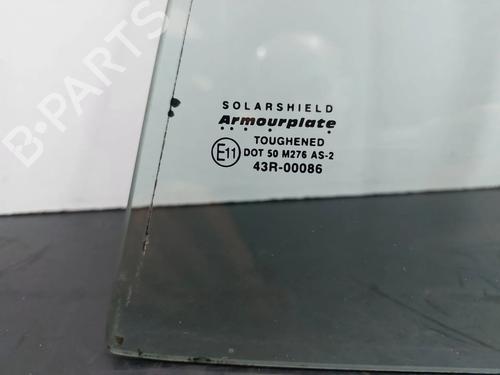 B-PARTS
SOLARSHIELD
Armourplate
TOUGHENED
E11 DOT 50 M276 AS-2
43R-00086